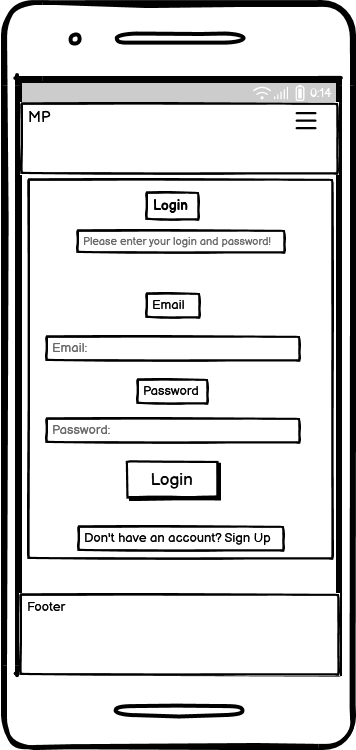 0:14
MP
Login
Please enter your login and password!
Email
Email:
Password
Password:
Login
Don't have an account? Sign Up
Footer